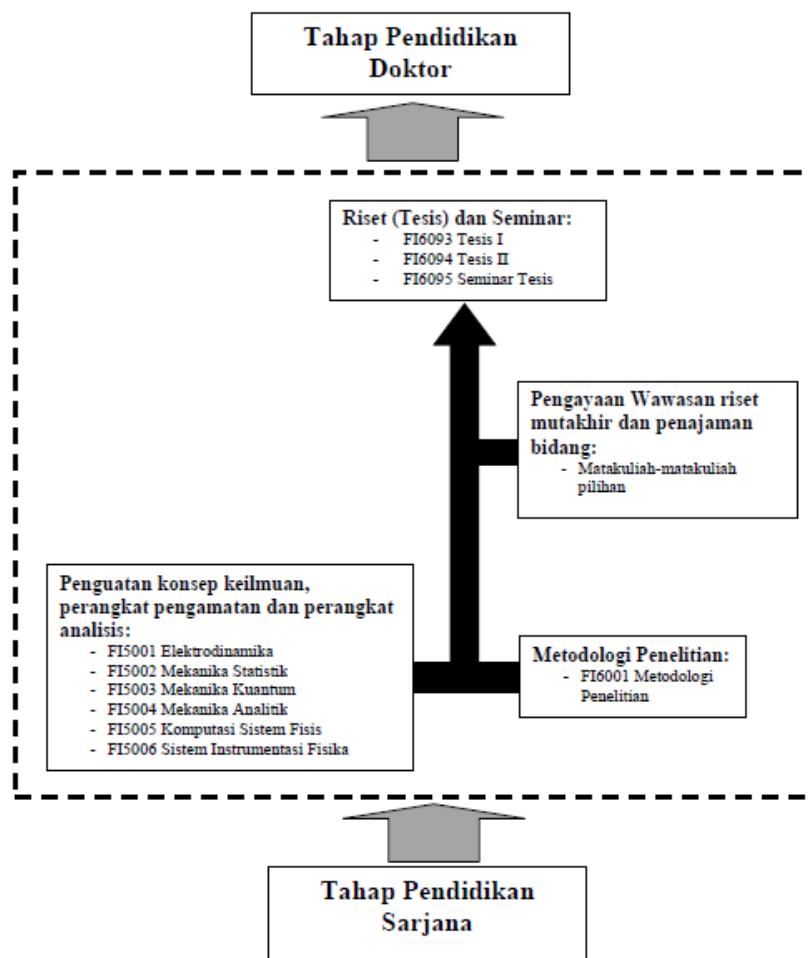 Tahap Pendidikan
Doktor
Riset (Tesis) dan Seminar:
- FI6093 Tesis I
- FI6094 Tesis II
- FI6095 Seminar Tesis
Pengayaan Wawasan riset
mutakhir dan penajaman
bidang:
- Matakuliah-matakuliah
pilihan
Penguatan konsep keilmuan,
perangkat pengamatan dan perangkat
analisis:
- FI5001 Elektrodinamika
- FI5002 Mekanika Statistik
- FI5003 Mekanika Kuantum
- FI5004 Mekanika Analitik
- FI5005 Komputasi Sistem Fisis
- FI5006 Sistem Instrumentasi Fisika
Metodologi Penelitian:
- FI6001 Metodologi
Penelitian
Tahap Pendidikan
Sarjana